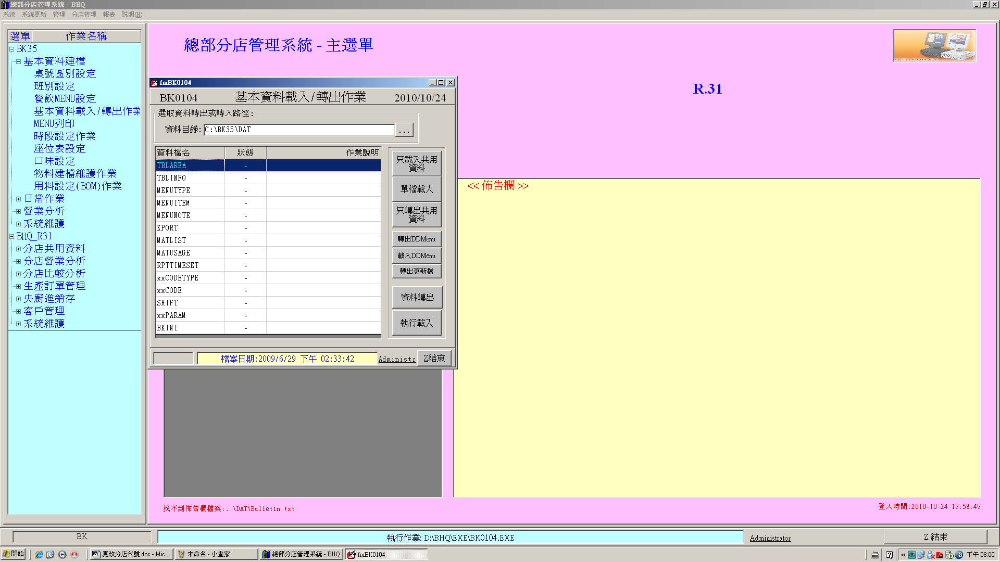 總部分店管理系統 - BHQ
系統 系統更新 管理 分店管理 報表 說明(H)
選單 作業名稱
BK35
基本資料建檔
桌號區別設定
班別設定
餐飲MENU設定
基本資料載入/轉出作業
MENU列印
時段設定作業
座位表設定
口味設定
物料建檔維護作業
用料設定(BOM)作業
日常作業
營業分析
系統維護
BHQ_R31
分店共用資料
分店營業分析
分店比較分析
生產訂單管理
央廚進銷存
客戶管理
系統維護
總部分店管理系統 - 主選單
R.31
fmBK0104
BK0104 基本資料載入/轉出作業 2010/10/24
選取資料轉出或轉入路徑:
資料目錄: C:\BK35\DAT ...
資料檔名 狀態 作業說明
TBLAREA -
TBLINFO -
MENUTYPE -
MENUITEM -
MENUNOTE -
KPORT -
MATLIST -
MATUSAGE -
RPTTIMESET -
xxCODETYPE -
xxCODE -
SHIFT -
xxPARAM -
BKINI -
只載入共用
資料
單檔載入
只轉出共用
資料
轉出DDMenu
載入DDMenu
轉出更新檔
資料轉出
執行載入
檔案日期:2009/6/29 下午 02:33:42 Administr Z結束
<< 佈告欄 >>
找不到佈告欄檔案:..\DAT\Bulletin.txt
登入時間:2010-10-24 19:58:49
BK 執行作業: D:\BHQ\EXE\BK0104.EXE Administrator Z 結束
開始 更改分店代號.doc - Mic... 未命名 - 小畫家 總部分店管理系統 - BHQ fmBK0104 « 下午 08:00